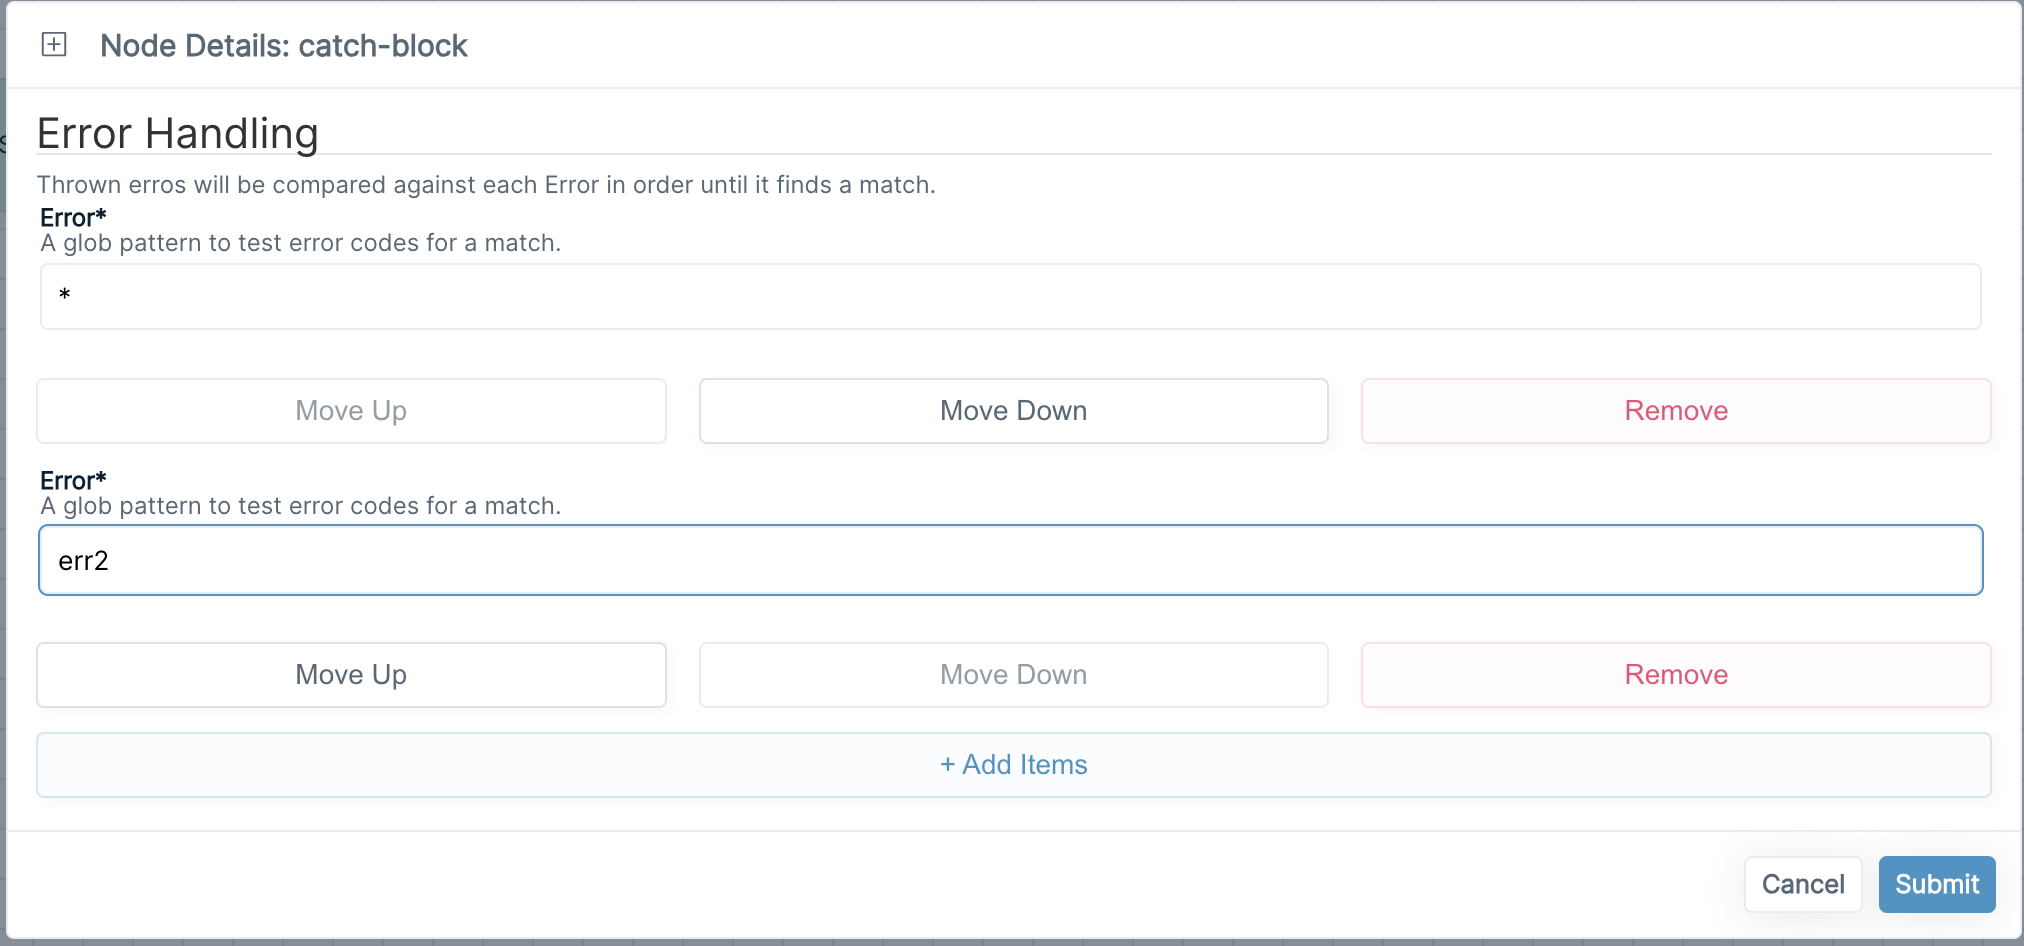 Node Details: catch-block
Error Handling
Thrown erros will be compared against each Error in order until it finds a match.
Error*
A glob pattern to test error codes for a match.
*
Move Up
Move Down
Remove
Error*
A glob pattern to test error codes for a match.
err2
Move Up
Move Down
Remove
+ Add Items
Cancel
Submit